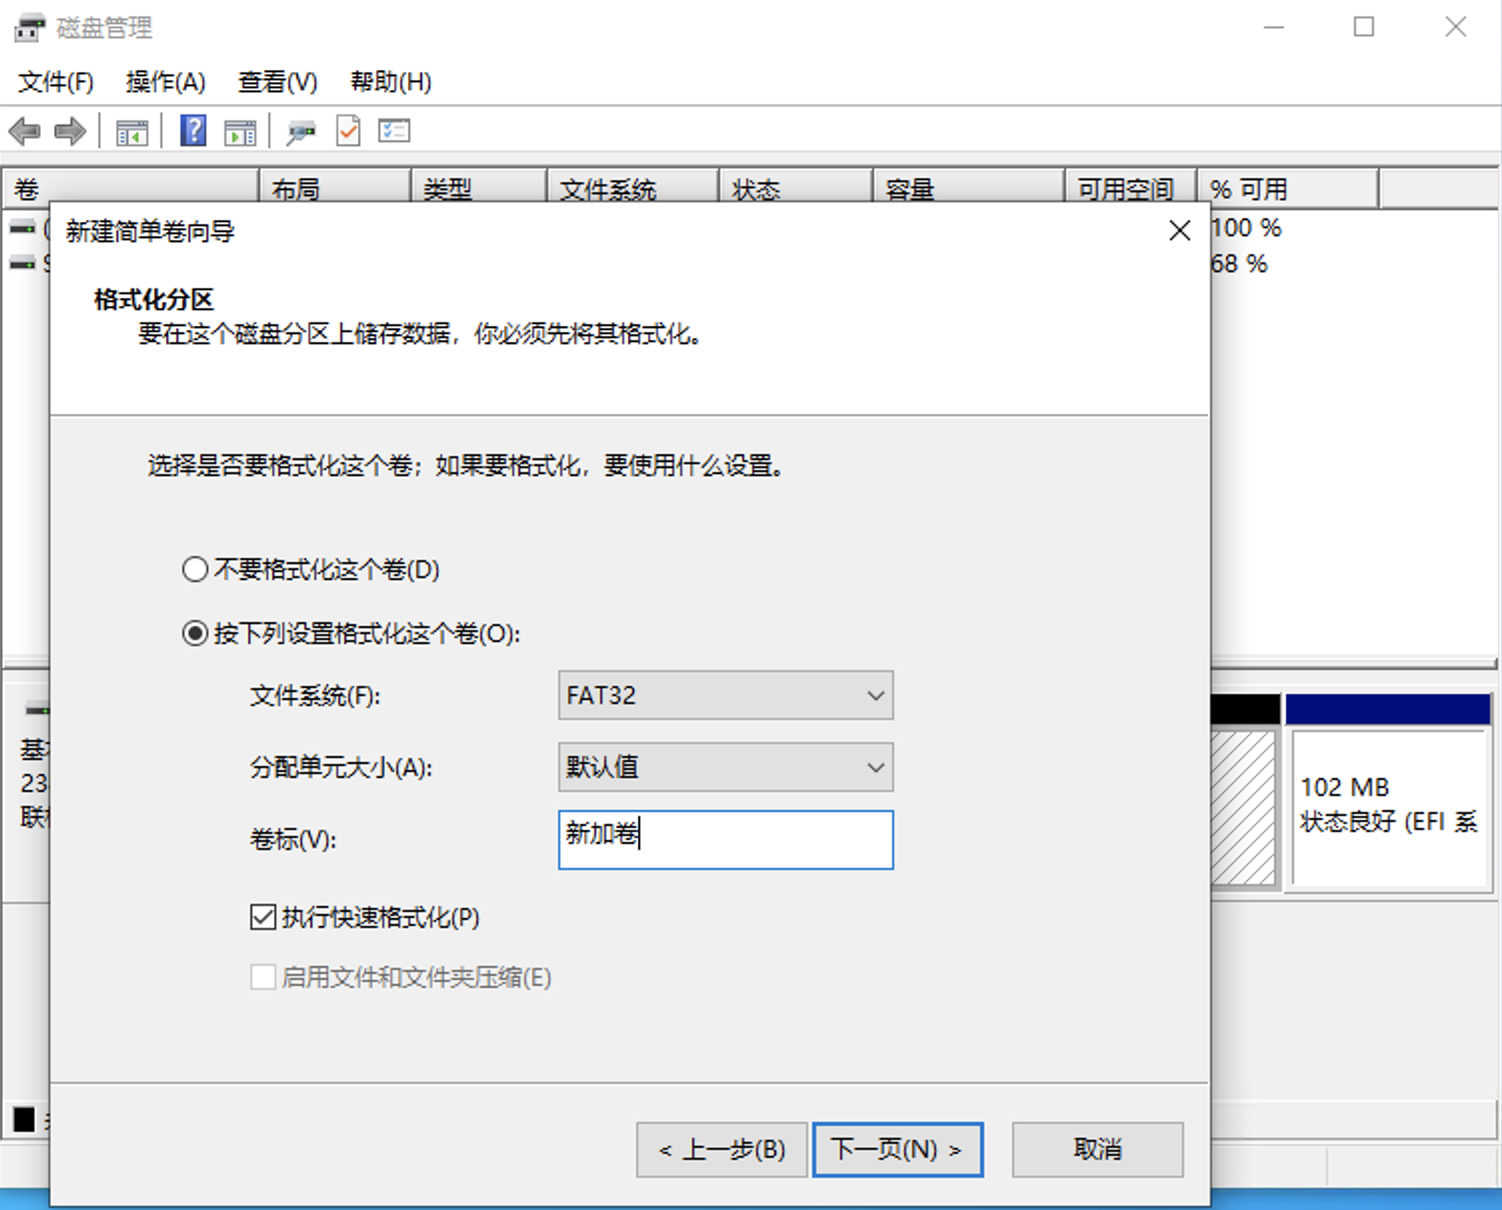 磁盘管理
文件(F) 操作(A) 查看(V) 帮助(H)
卷 布局 类型 文件系统 状态 容量 可用空间 % 可用
100 %
68 %
新建简单卷向导
格式化分区
要在这个磁盘分区上储存数据，你必须先将其格式化。
选择是否要格式化这个卷；如果要格式化，要使用什么设置。
不要格式化这个卷(D)
按下列设置格式化这个卷(O):
文件系统(F): FAT32
分配单元大小(A): 默认值
卷标(V): 新加卷
执行快速格式化(P)
启用文件和文件夹压缩(E)
基
23
联
102 MB
状态良好 (EFI 系
< 上一步(B) 下一页(N) > 取消